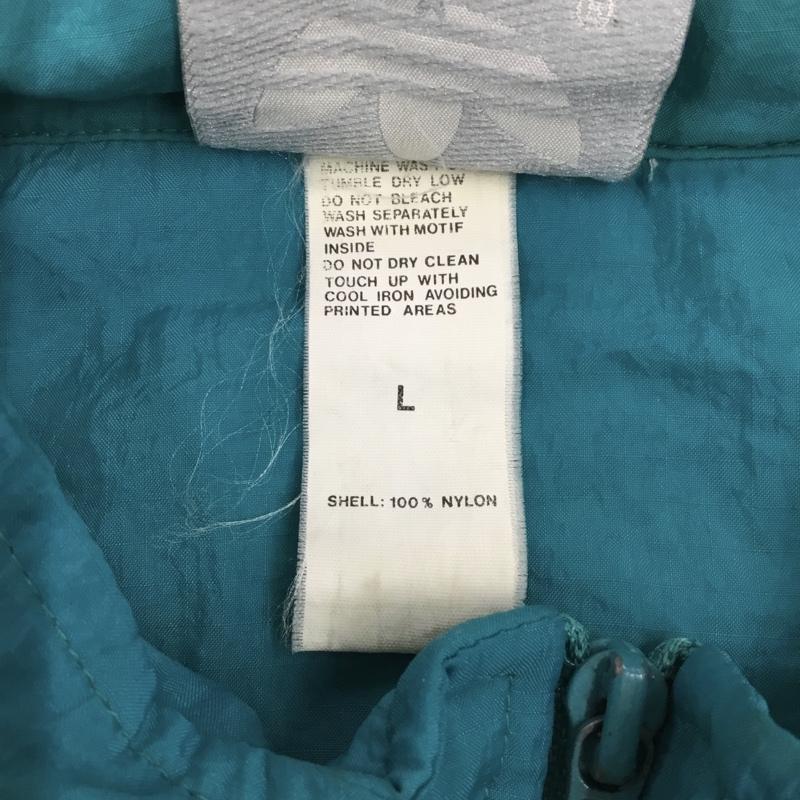 MACHINE WASH
TUMBLE DRY LOW
DO NOT BLEACH
WASH SEPARATELY
WASH WITH MOTIF
INSIDE
DO NOT DRY CLEAN
TOUCH UP WITH
COOL IRON AVOIDING
PRINTED AREAS
L
SHELL: 100% NYLON